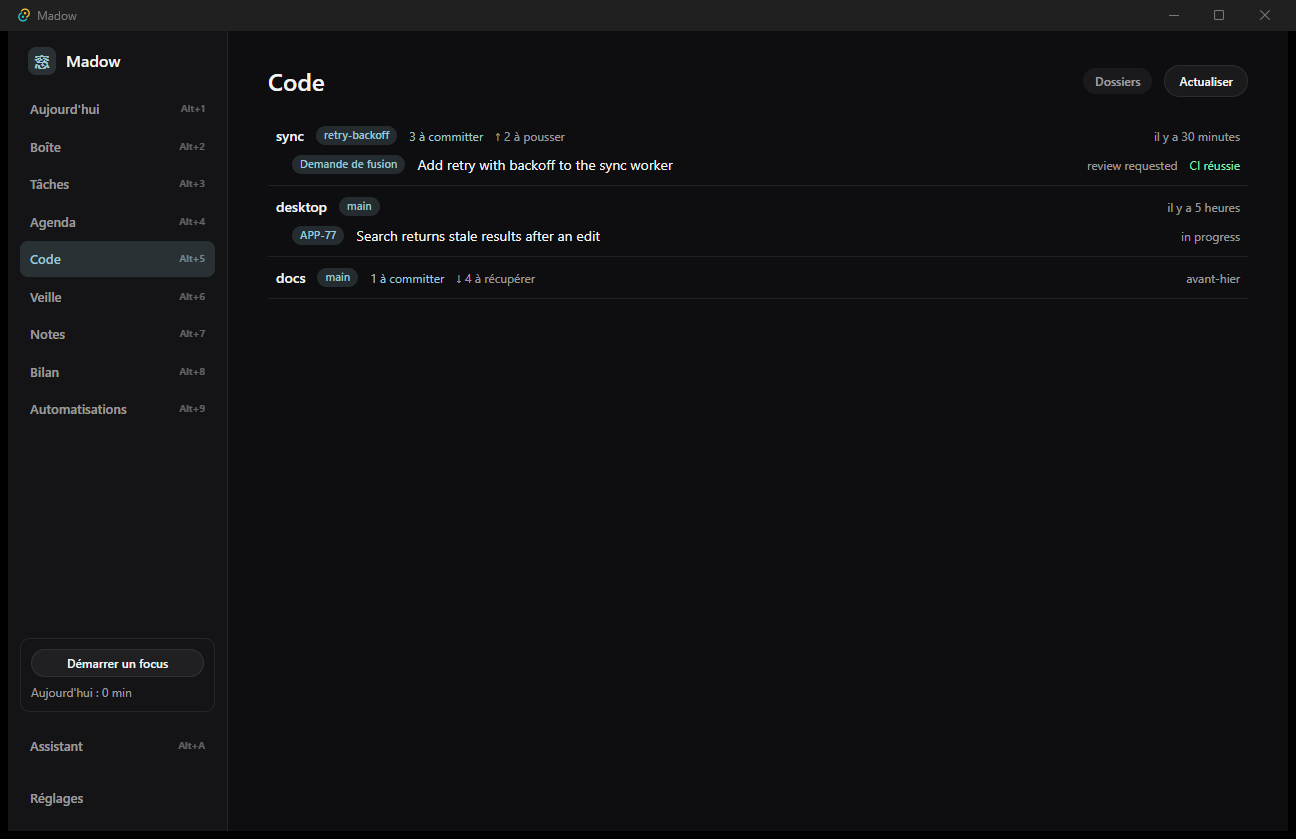 Madow
窓
Madow
Aujourd'hui Alt+1
Boîte Alt+2
Tâches Alt+3
Agenda Alt+4
Code Alt+5
Veille Alt+6
Notes Alt+7
Bilan Alt+8
Automatisations Alt+9
Démarrer un focus
Aujourd'hui : 0 min
Assistant Alt+A
Réglages
Code Dossiers Actualiser
sync retry-backoff 3 à committer ↑ 2 à pousser il y a 30 minutes
Demande de fusion Add retry with backoff to the sync worker review requested CI réussie
desktop main il y a 5 heures
APP-77 Search returns stale results after an edit in progress
docs main 1 à committer ↓ 4 à récupérer avant-hier